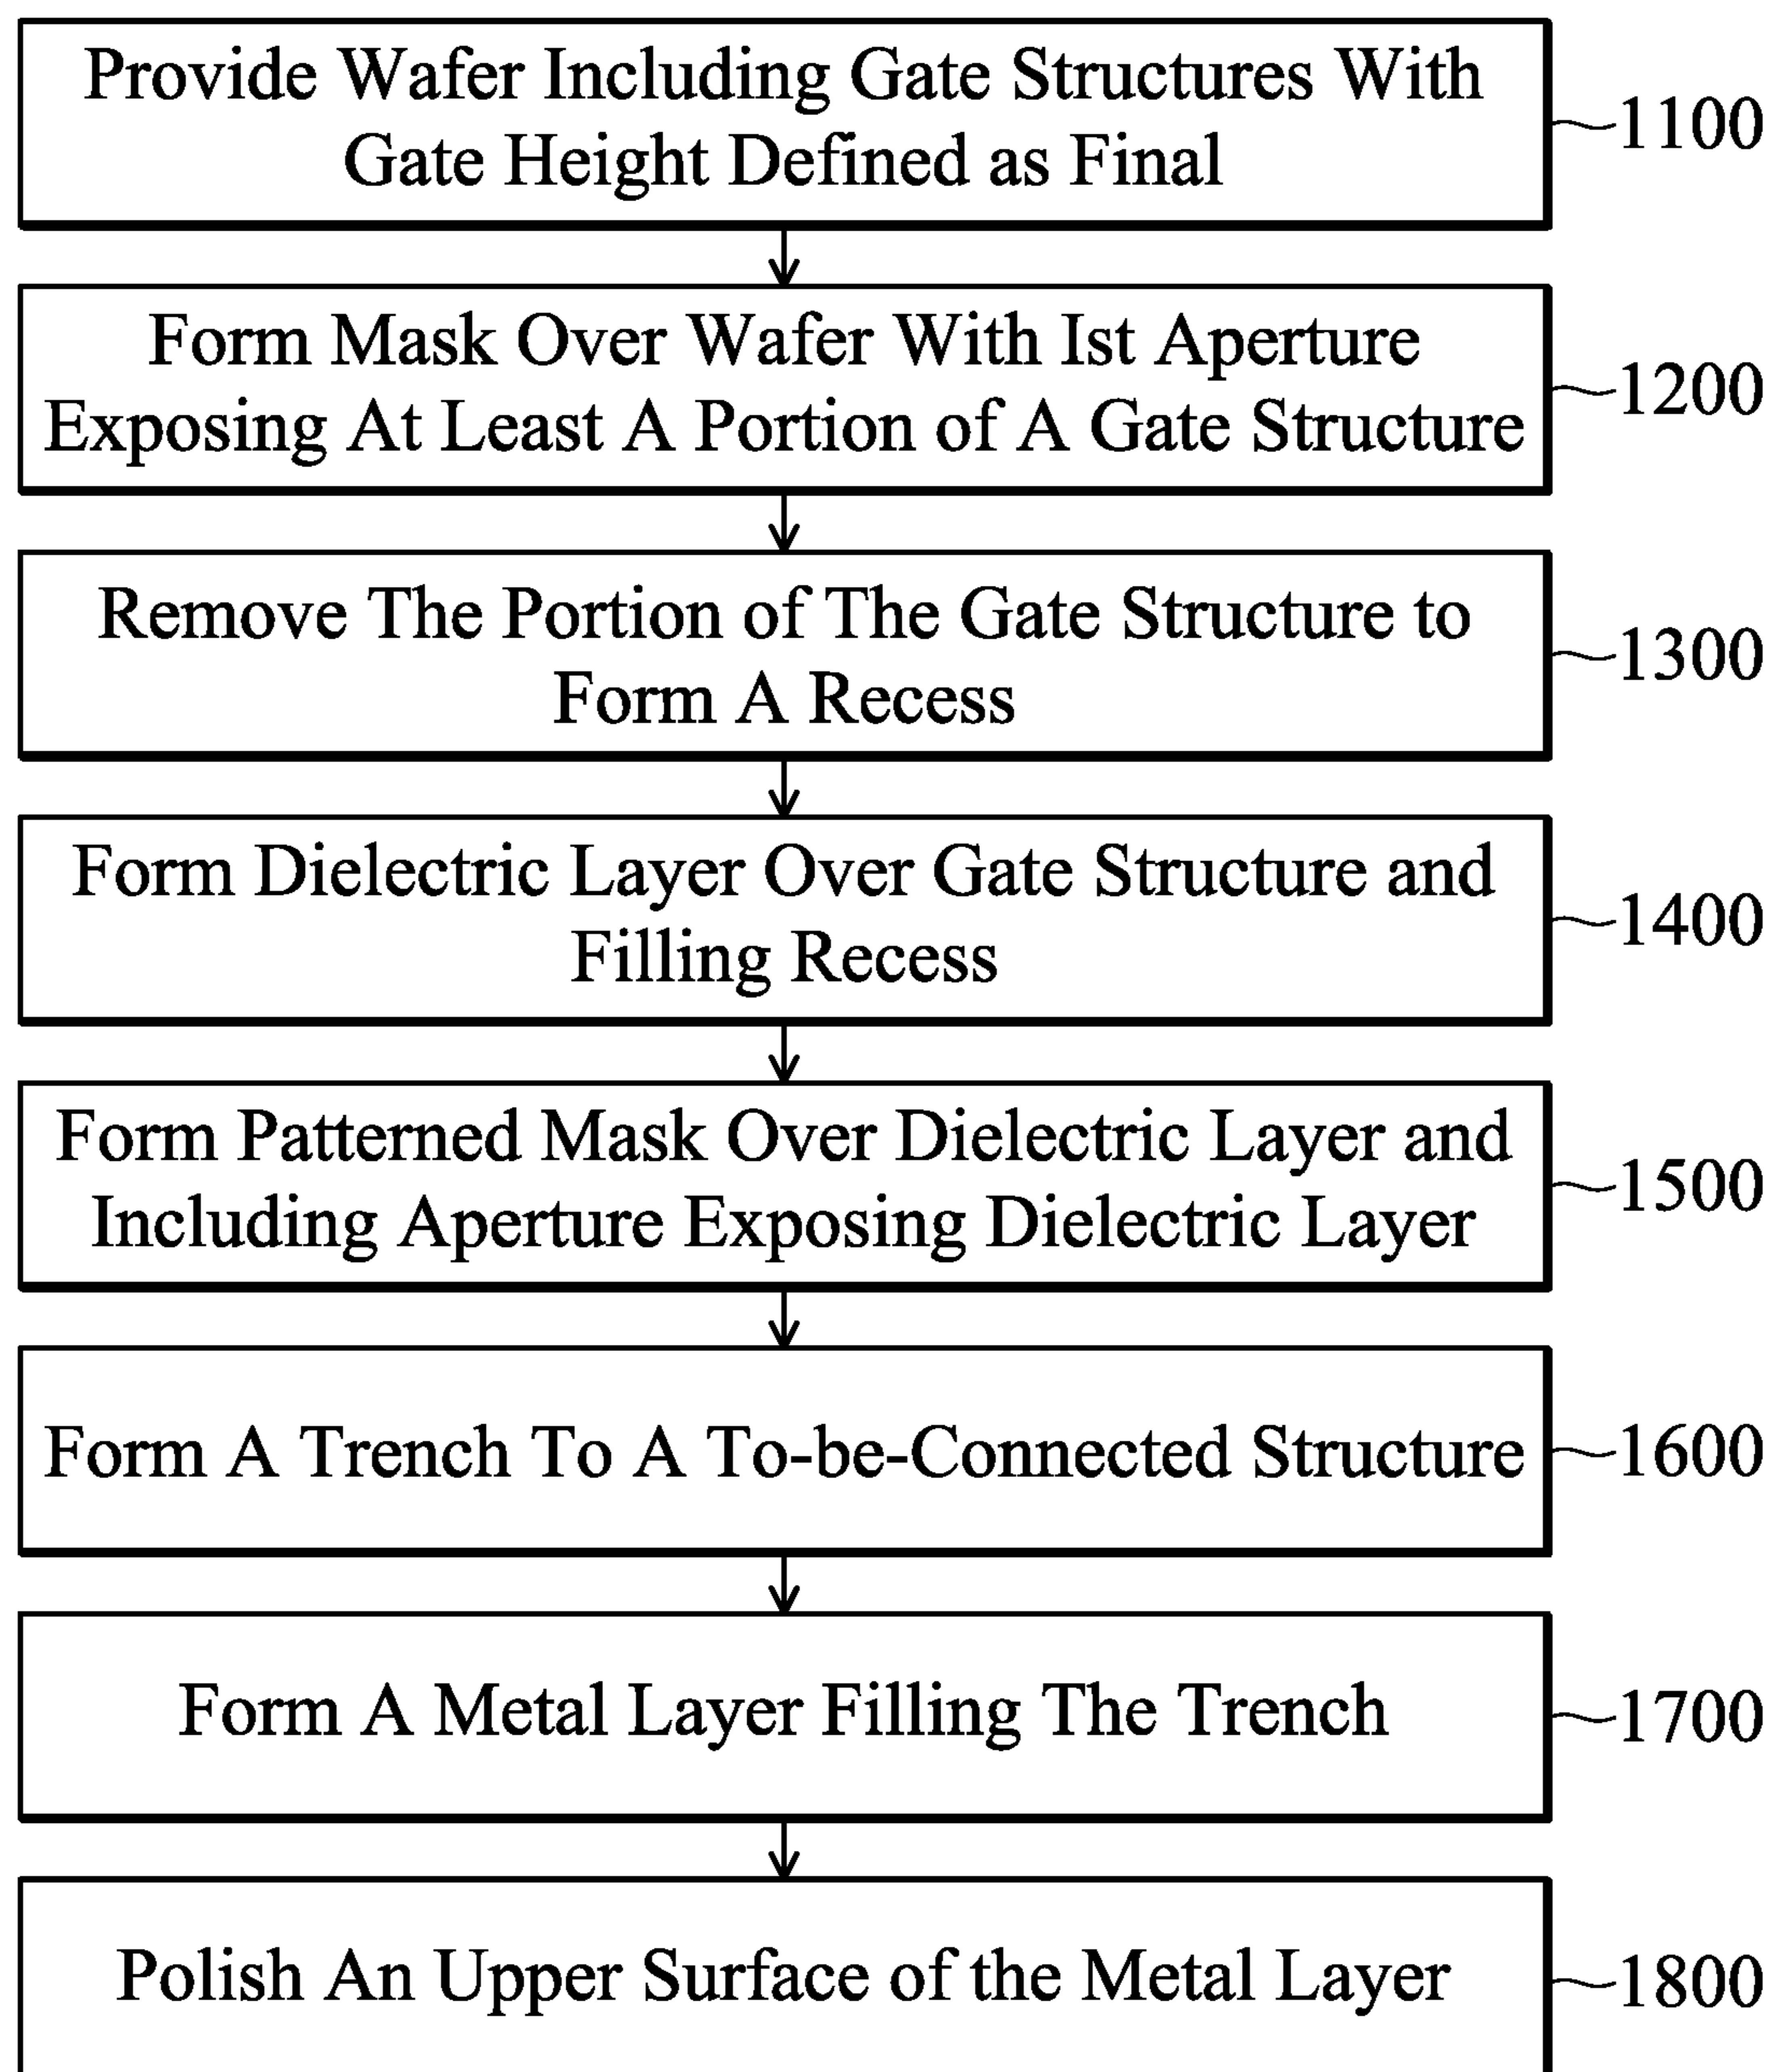 Provide Wafer Including Gate Structures With
Gate Height Defined as Final
1100
Form Mask Over Wafer With Ist Aperture
Exposing At Least A Portion of A Gate Structure
1200
Remove The Portion of The Gate Structure to
Form A Recess
1300
Form Dielectric Layer Over Gate Structure and
Filling Recess
1400
Form Patterned Mask Over Dielectric Layer and
Including Aperture Exposing Dielectric Layer
1500
Form A Trench To A To-be-Connected Structure
1600
Form A Metal Layer Filling The Trench
1700
Polish An Upper Surface of the Metal Layer
1800